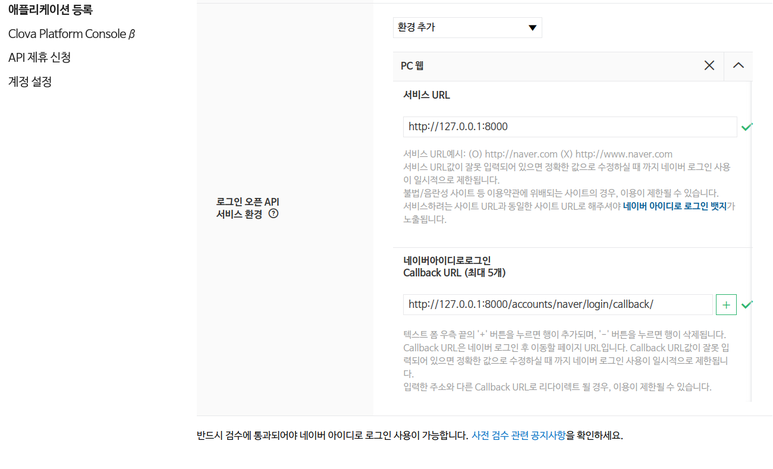 애플리케이션 등록
Clova Platform Console β
API 제휴 신청
계정 설정
환경 추가
PC 웹
서비스 URL
http://127.0.0.1:8000
서비스 URL예시: (O) http://naver.com (X) http://www.naver.com
서비스 URL값이 잘못 입력되어 있으면 정확한 값으로 수정하실 때 까지 네이버 로그인 사용
이 일시적으로 제한됩니다.
불법/음란성 사이트 등 이용약관에 위배되는 사이트의 경우, 이용이 제한될 수 있습니다.
서비스하려는 사이트 URL과 동일한 사이트 URL로 해주셔야 네이버 아이디로 로그인 뱃지가
노출됩니다.
로그인 오픈 API
서비스 환경 ?
네이버아이디로로그인
Callback URL (최대 5개)
http://127.0.0.1:8000/accounts/naver/login/callback/
텍스트 폼 우측 끝의 '+' 버튼을 누르면 행이 추가되며, '-' 버튼을 누르면 행이 삭제됩니다.
Callback URL은 네이버 로그인 후 이동할 페이지 URL입니다. Callback URL값이 잘못 입
력되어 있으면 정확한 값으로 수정하실 때 까지 네이버 로그인 사용이 일시적으로 제한됩니
다.
입력한 주소와 다른 Callback URL로 리다이렉트 될 경우, 이용이 제한될 수 있습니다.
반드시 검수에 통과되어야 네이버 아이디로 로그인 사용이 가능합니다. 사전 검수 관련 공지사항을 확인하세요.